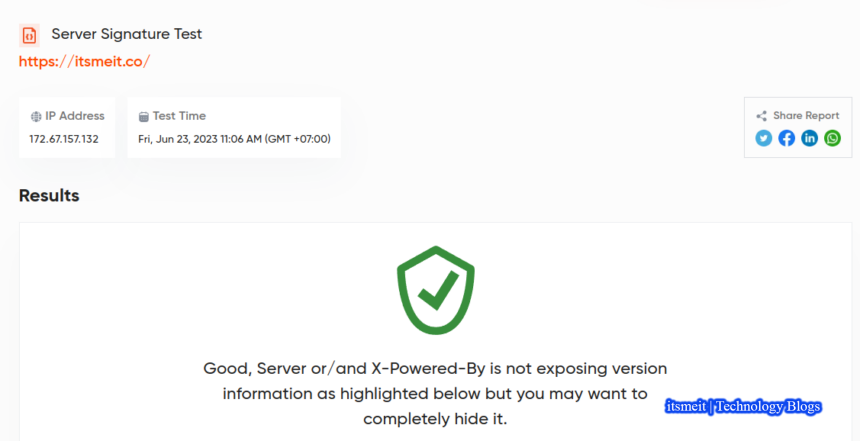 Server Signature Test
https://itsmeit.co/
IP Address
172.67.157.132
Test Time
Fri, Jun 23, 2023 11:06 AM (GMT +07:00)
Share Report
Results
Good, Server or/and X-Powered-By is not exposing version
information as highlighted below but you may want to
completely hide it.
itsmeit | Technology Blogs